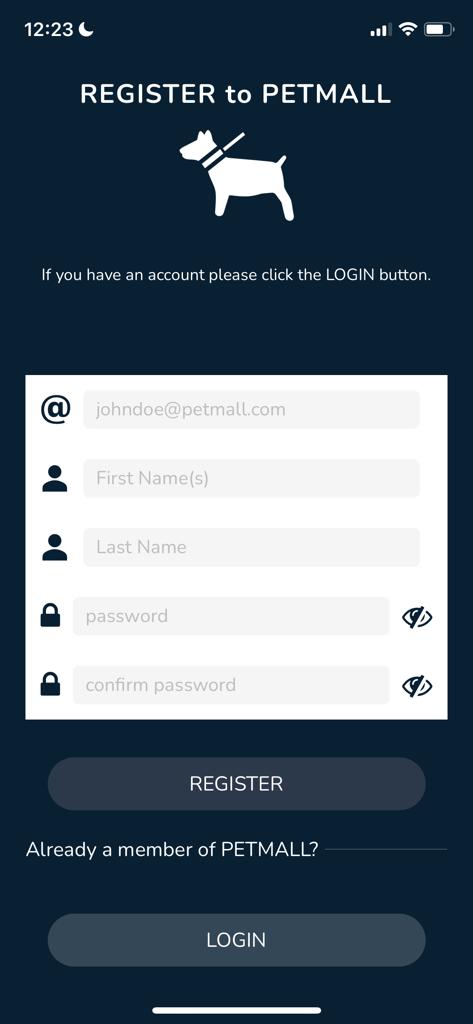 12:23
REGISTER to PETMALL
If you have an account please click the LOGIN button.
@
johndoe@petmall.com
First Name(s)
Last Name
password
confirm password
REGISTER
Already a member of PETMALL?
LOGIN